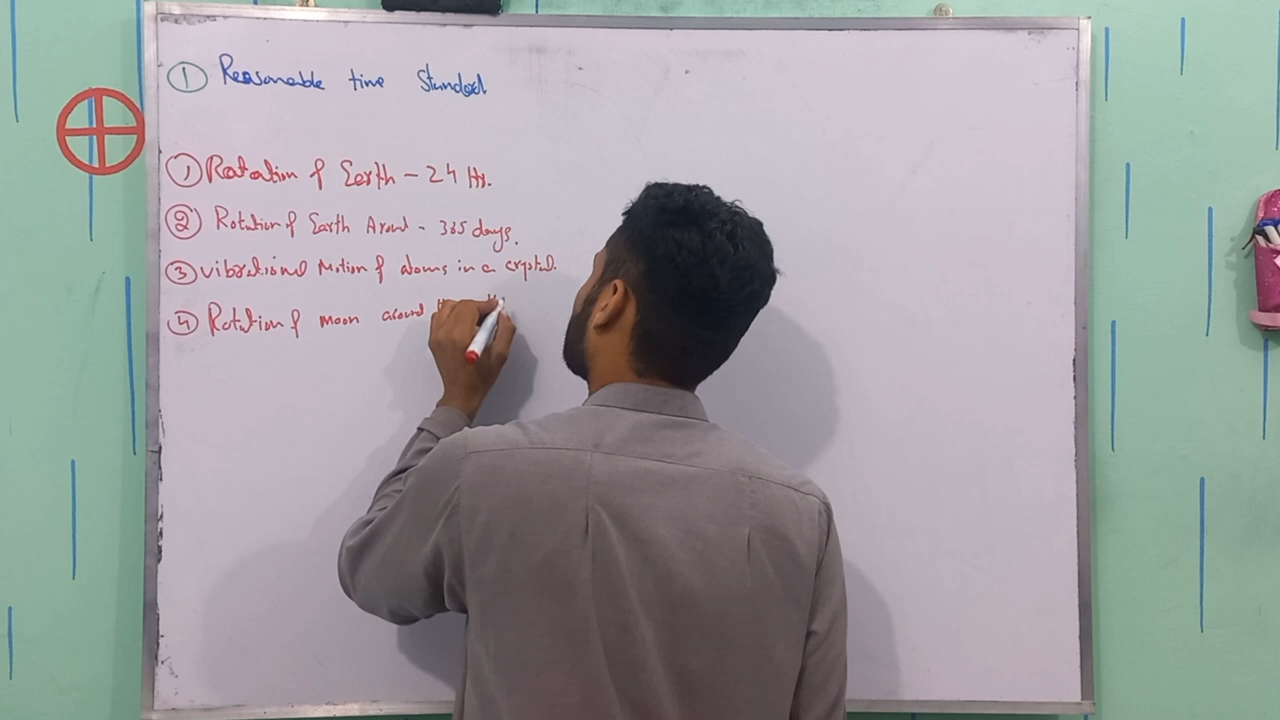 ① Reasonable time Standard
① Rotation of Earth - 24 Hr.
② Rotation of Earth Around - 365 days.
③ vibrational Motion of atoms in a crystal.
④ Rotation of moon around